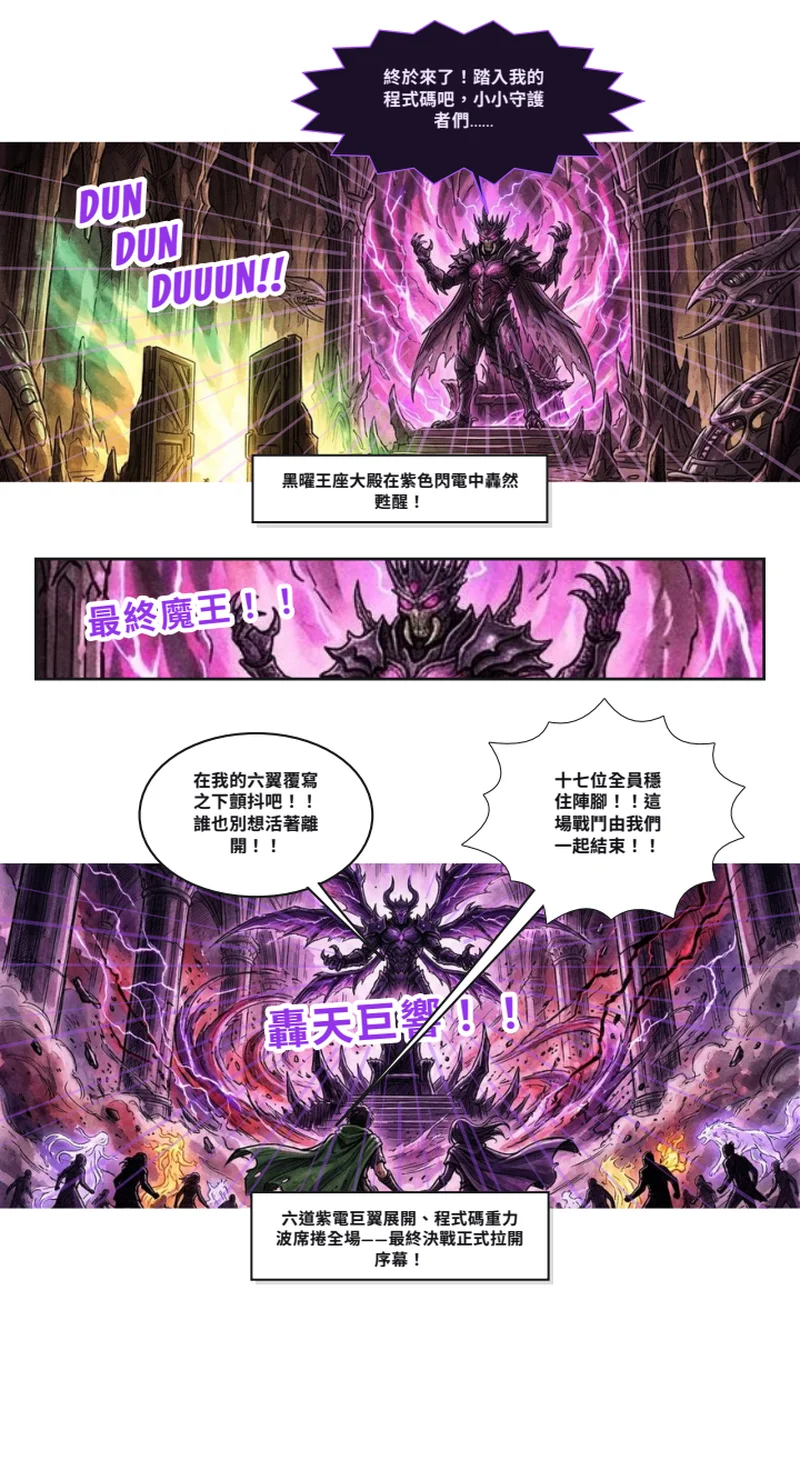 終於來了！踏入我的
程式碼吧，小小守護
者們……
DUN
DUN
DUUUN!!
黑曜王座大殿在紫色閃電中轟然
甦醒！
最終魔王！！
在我的六翼覆寫
之下顫抖吧！！
誰也別想活著離
開！！
十七位全員穩
住陣腳！！這
場戰鬥由我們
一起結束！！
轟天巨響！！
六道紫電巨翼展開、程式碼重力
波席捲全場——最終決戰正式拉開
序幕！